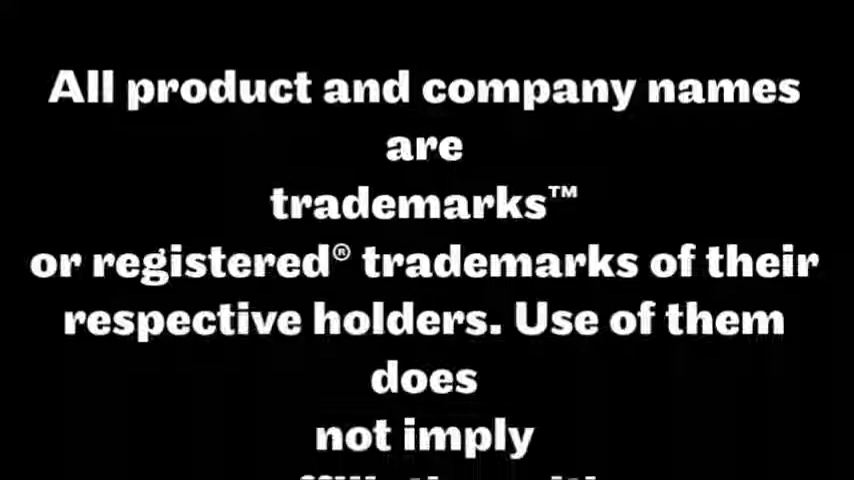 All product and company names
are
trademarks™
or registered® trademarks of their
respective holders. Use of them
does
not imply